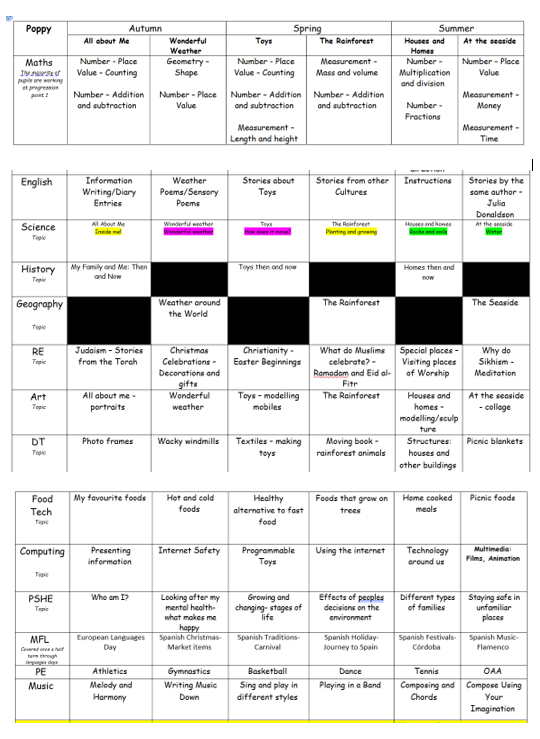 Poppy
Autumn
Spring
Summer
All about Me
Wonderful
Weather
Toys
The Rainforest
Houses and
Homes
At the seaside
Maths
The majority of
pupils are working
at progression
point 1
Number - Place
Value – Counting
Number – Addition
and subtraction
Geometry –
Shape
Number - Place
Value
Number - Place
Value – Counting
Number – Addition
and subtraction
Measurement –
Length and height
Measurement –
Mass and volume
Number – Addition
and subtraction
Number –
Multiplication
and division
Number –
Fractions
Number - Place
Value
Measurement –
Money
Measurement –
Time
English
Information
Writing/Diary
Entries
Weather
Poems/Sensory
Poems
Stories about
Toys
Stories from other
Cultures
Instructions
Stories by the
same author –
Julia
Donaldson
Science
Topic
All About Me
Inside me!
Wonderful weather
Wonderful weather
Toys
How does it move?
The Rainforest
Planting and growing
Houses and homes
Rocks and soils
At the seaside
Water
History
Topic
My Family and Me: Then
and Now
Toys then and now
Homes then and
now
Geography
Topic
Weather around
the World
The Rainforest
The Seaside
RE
Topic
Judaism – Stories
from the Torah
Christmas
Celebrations –
Decorations and
gifts
Christianity -
Easter Beginnings
What do Muslims
celebrate? –
Ramadam and Eid al-
Fitr
Special places –
Visiting places
of Worship
Why do
Sikhism -
Meditation
Art
Topic
All about me -
portraits
Wonderful
weather
Toys – modelling
mobiles
The Rainforest
Houses and
homes –
modelling/sculp
ture
At the seaside
- collage
DT
Topic
Photo frames
Wacky windmills
Textiles – making
toys
Moving book –
rainforest animals
Structures:
houses and
other buildings
Picnic blankets
Food
Tech
Topic
My favourite foods
Hot and cold
foods
Healthy
alternative to fast
food
Foods that grow on
trees
Home cooked
meals
Picnic foods
Computing
Topic
Presenting
information
Internet Safety
Programmable
Toys
Using the internet
Technology
around us
Multimedia:
Films, Animation
PSHE
Topic
Who am I?
Looking after my
mental health-
what makes me
happy
Growing and
changing- stages of
life
Effects of peoples
decisions on the
environment
Different types
of families
Staying safe in
unfamiliar
places
MFL
Covered once a half
term through
languages days
European Languages
Day
Spanish Christmas-
Market items
Spanish Traditions-
Carnival
Spanish Holiday-
Journey to Spain
Spanish Festivals-
Córdoba
Spanish Music-
Flamenco
PE
Athletics
Gymnastics
Basketball
Dance
Tennis
OAA
Music
Melody and
Harmony
Writing Music
Down
Sing and play in
different styles
Playing in a Band
Composing and
Chords
Compose Using
Your
Imagination